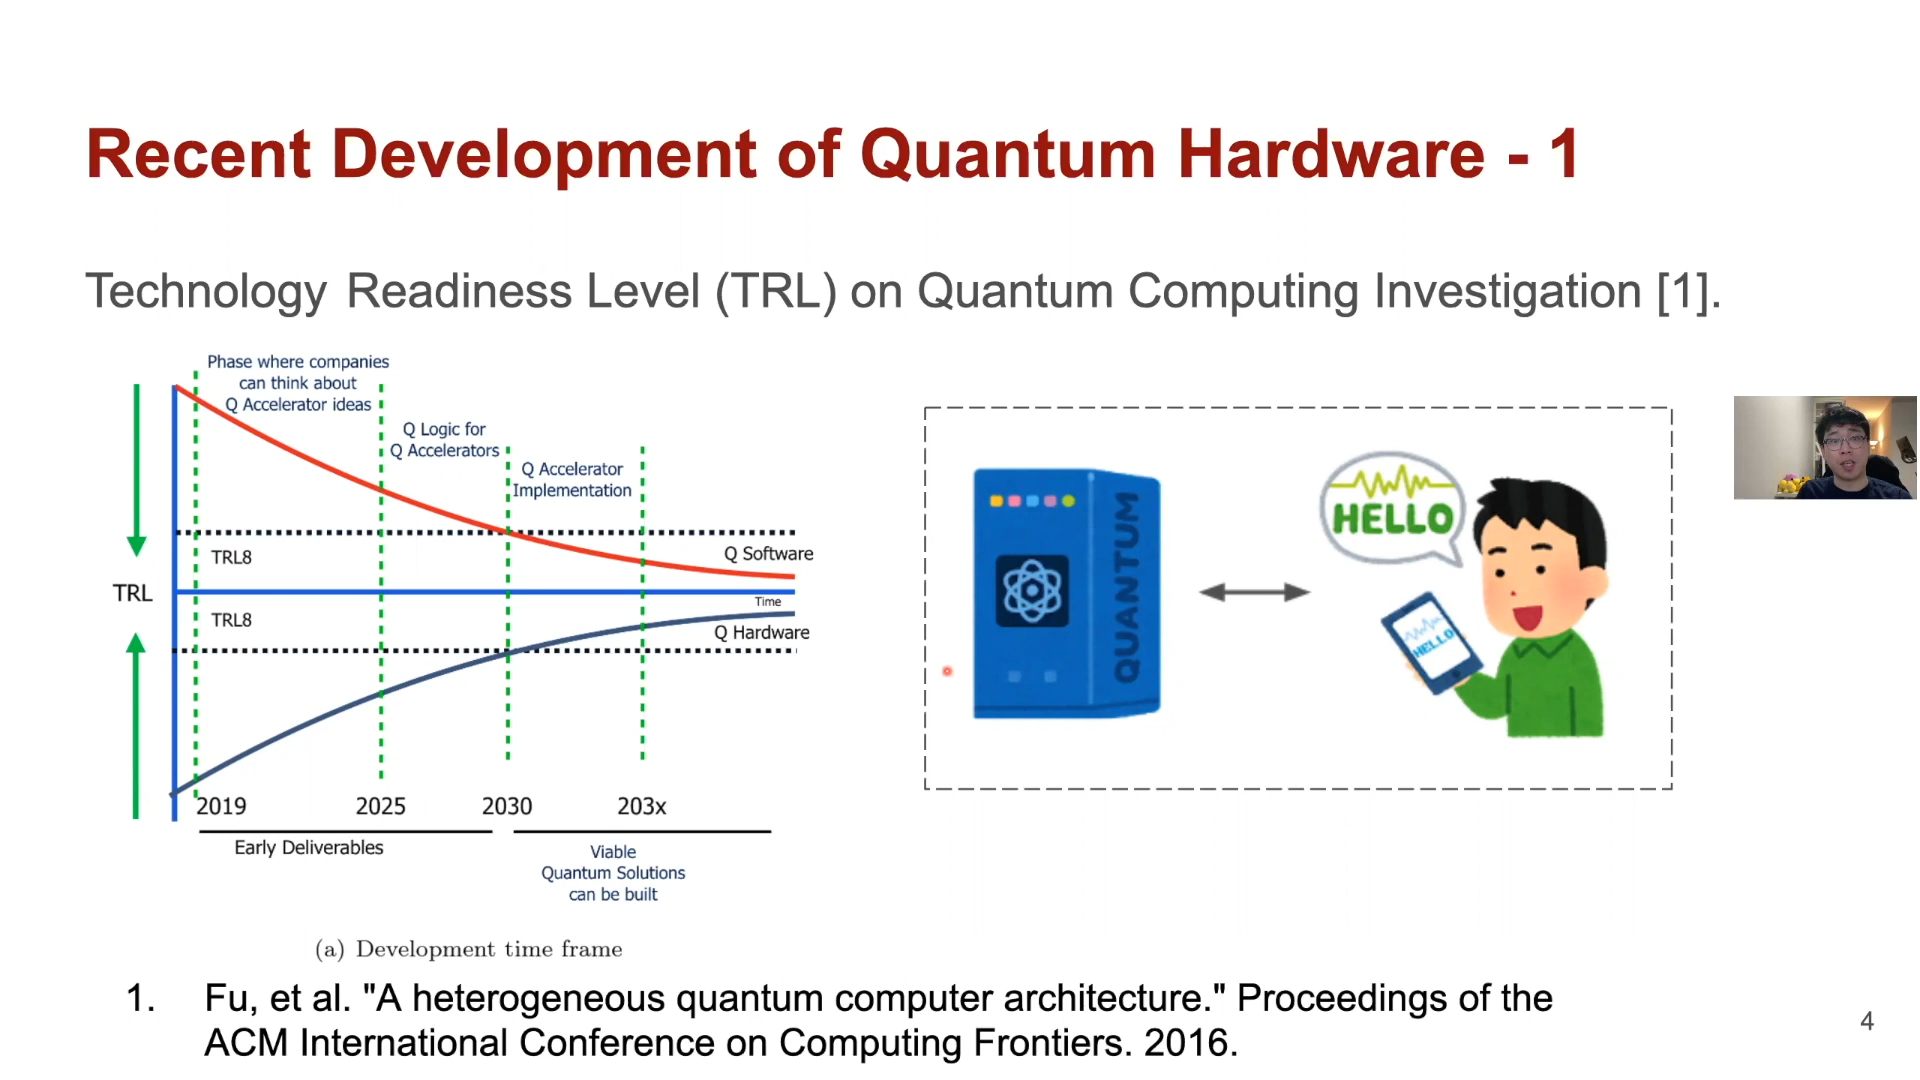 Recent Development of Quantum Hardware - 1
Technology Readiness Level (TRL) on Quantum Computing Investigation [1].
Phase where companies
can think about
Q Accelerator ideas
Q Logic for
Q Accelerators
Q Accelerator
Implementation
TRL8
Q Software
TRL
Time
TRL8
Q Hardware
2019
2025
2030
203x
Early Deliverables
Viable
Quantum Solutions
can be built
(a) Development time frame
QUANTUM
HELLO
HELLO
1. Fu, et al. "A heterogeneous quantum computer architecture." Proceedings of the
ACM International Conference on Computing Frontiers. 2016.
4